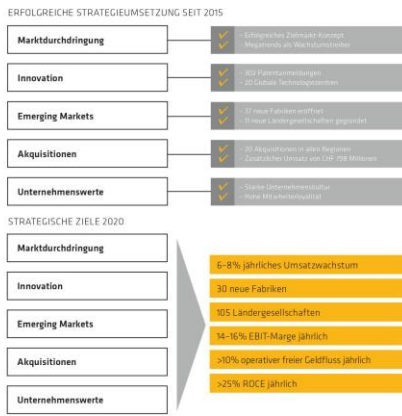 ERFOLGREICHE STRATEGIEUMSETZUNG SEIT 2015
Marktdurchdringung
– Erfolgreiches Zielmarkt-Konzept
– Megatrends als Wachstumstreiber
Innovation
– 302 Patentanmeldungen
– 20 Globale Technologiezentren
Emerging Markets
– 37 neue Fabriken eröffnet
– 11 neue Ländergesellschaften gegründet
Akquisitionen
– 20 Akquisitionen in allen Regionen
– Zusätzlicher Umsatz von CHF 798 Millionen
Unternehmenswerte
– Starke Unternehmenskultur
– Hohe Mitarbeiterloyalität
STRATEGISCHE ZIELE 2020
Marktdurchdringung
Innovation
Emerging Markets
Akquisitionen
Unternehmenswerte
6–8% jährliches Umsatzwachstum
30 neue Fabriken
105 Ländergesellschaften
14–16% EBIT-Marge jährlich
>10% operativer freier Geldfluss jährlich
>25% ROCE jährlich